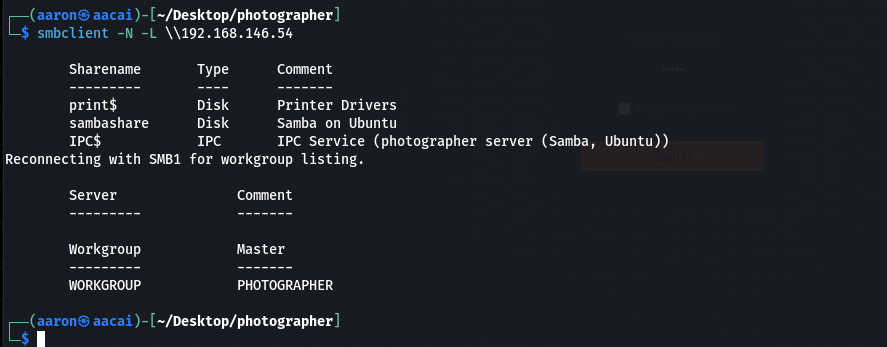 ┌──(aaron㉿aacai)-[~/Desktop/photographer]
└─$ smbclient -N -L \\192.168.146.54
Sharename Type Comment
--------- ---- -------
print$ Disk Printer Drivers
sambashare Disk Samba on Ubuntu
IPC$ IPC IPC Service (photographer server (Samba, Ubuntu))
Reconnecting with SMB1 for workgroup listing.
Server Comment
--------- -------
Workgroup Master
--------- -------
WORKGROUP PHOTOGRAPHER
┌──(aaron㉿aacai)-[~/Desktop/photographer]
└─$
Sign In